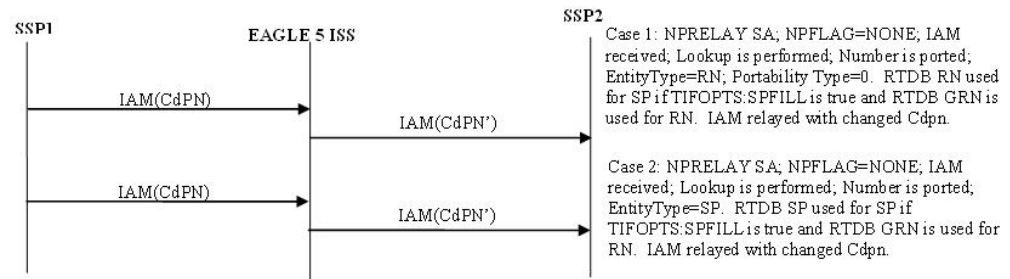 SSP1
EAGLE 5 ISS
SSP2
IAM(CdPN)
IAM(CdPN')
IAM(CdPN)
IAM(CdPN')
Case 1: NPRELAY SA; NPFLAG=NONE; IAM
received; Lookup is performed; Number is ported;
EntityType=RN; Portability Type=0. RTDB RN used
for SP if TIFOPTS:SPFILL is true and RTDB GRN is
used for RN. IAM relayed with changed Cdpn.
Case 2: NPRELAY SA; NPFLAG=NONE; IAM
received; Lookup is performed; Number is ported;
EntityType=SP. RTDB SP used for SP if
TIFOPTS:SPFILL is true and RTDB GRN is used for
RN. IAM relayed with changed Cdpn.